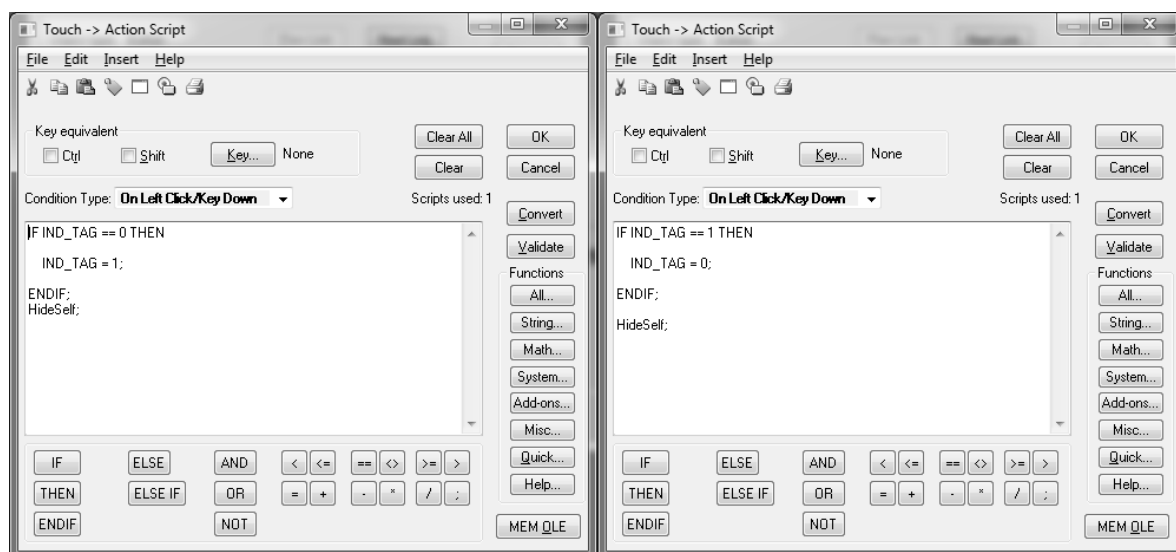 Touch -> Action Script
File Edit Insert Help
Key equivalent
Ctrl Shift Key... None
Clear All OK
Clear Cancel
Condition Type: On Left Click/Key Down Scripts used: 1
Convert
Validate
IF IND_TAG == 0 THEN
IND_TAG = 1;
ENDIF;
HideSelf;
Functions
All...
String...
Math...
System...
Add-ons...
Misc...
Quick...
Help...
IF ELSE AND < <= == <> >= >
THEN ELSE IF OR = + - * / ;
ENDIF NOT
MEM OLE
Touch -> Action Script
File Edit Insert Help
Key equivalent
Ctrl Shift Key... None
Clear All OK
Clear Cancel
Condition Type: On Left Click/Key Down Scripts used: 1
Convert
Validate
IF IND_TAG == 1 THEN
IND_TAG = 0;
ENDIF;
HideSelf;
Functions
All...
String...
Math...
System...
Add-ons...
Misc...
Quick...
Help...
IF ELSE AND < <= == <> >= >
THEN ELSE IF OR = + - * / ;
ENDIF NOT
MEM OLE